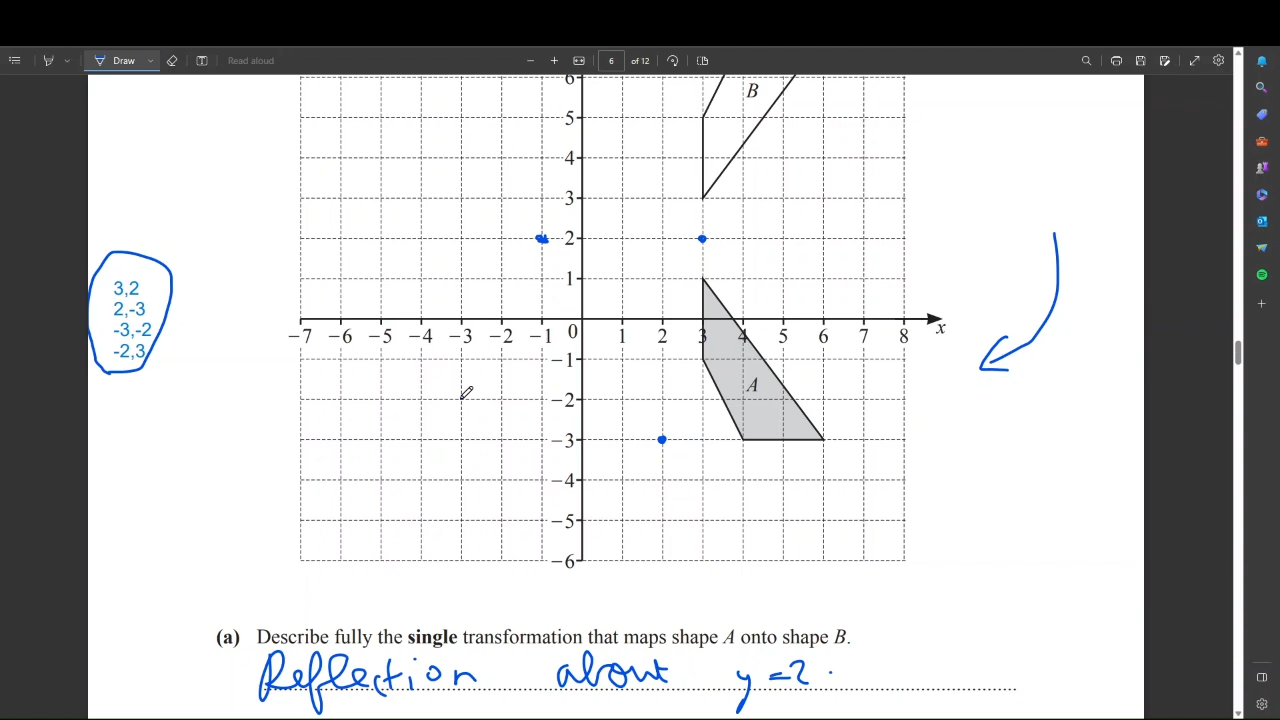 Draw
Read aloud
6 of 12
6
B
5
4
3
2
1
3,2
2,-3
-3,-2
-2,3
−7 −6 −5 −4 −3 −2 −1 0 1 2 3 4 5 6 7 8 x
−1
A
−2
−3
−4
−5
−6
(a) Describe fully the single transformation that maps shape A onto shape B.
Reflection about y = 2 .